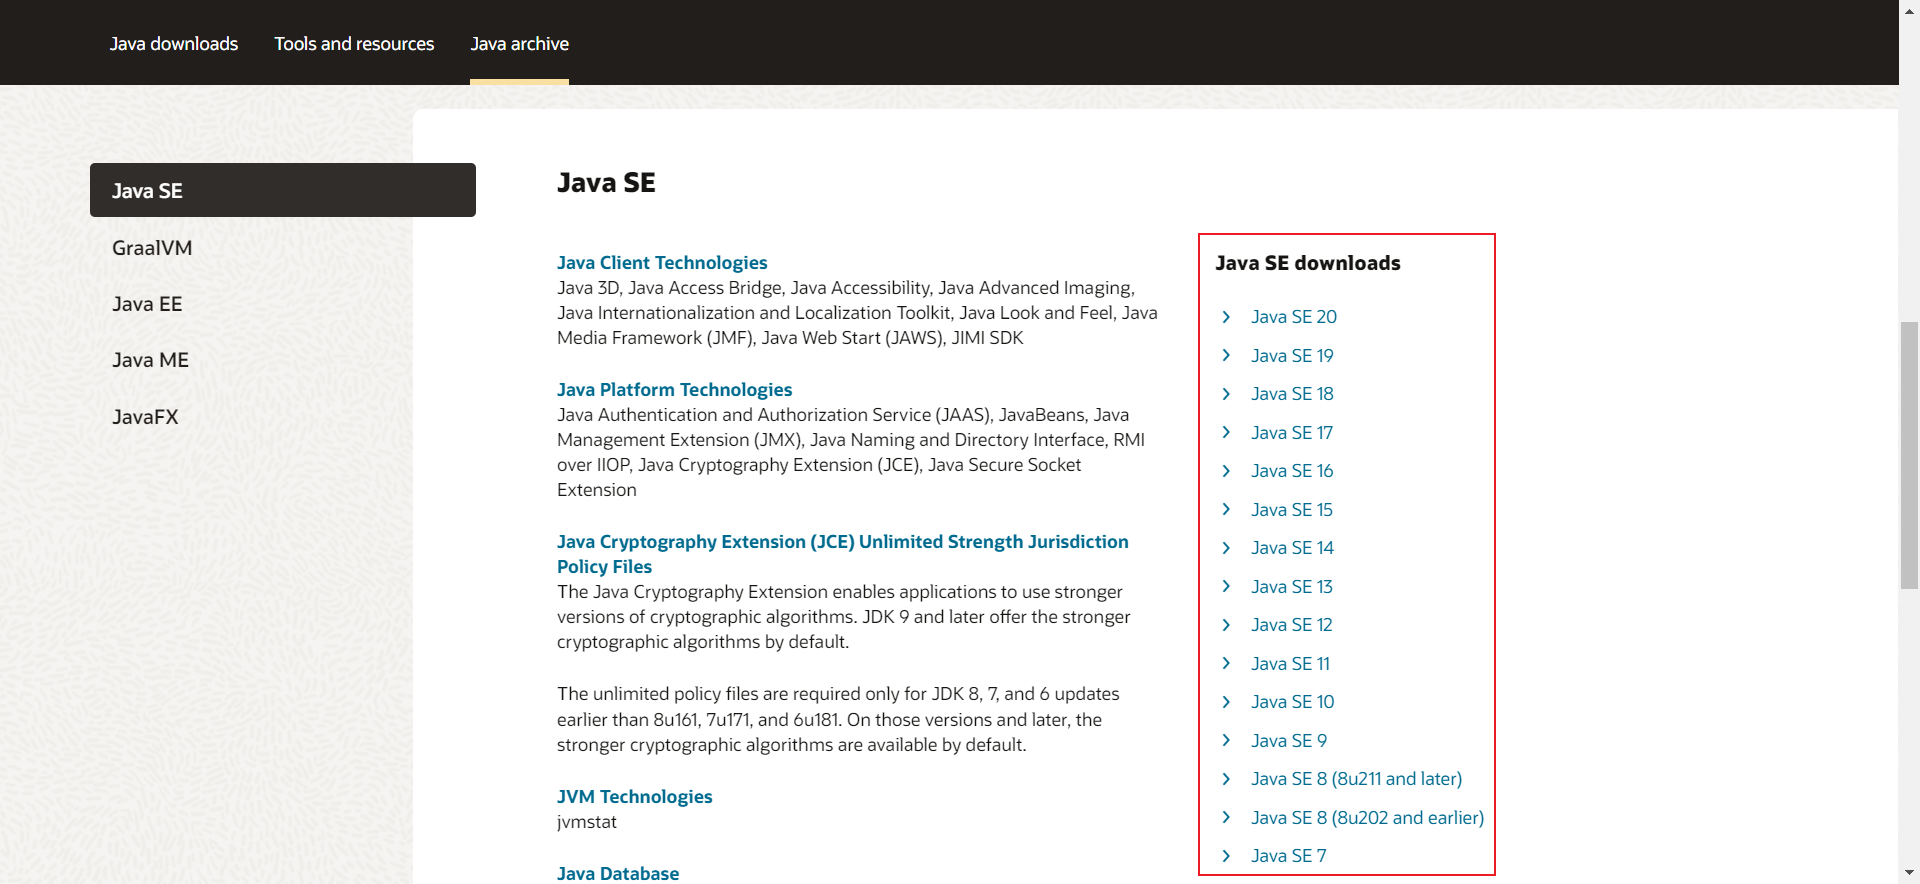 Java downloads
Tools and resources
Java archive
Java SE
GraalVM
Java EE
Java ME
JavaFX
Java SE
Java Client Technologies
Java 3D, Java Access Bridge, Java Accessibility, Java Advanced Imaging,
Java Internationalization and Localization Toolkit, Java Look and Feel, Java
Media Framework (JMF), Java Web Start (JAWS), JIMI SDK
Java Platform Technologies
Java Authentication and Authorization Service (JAAS), JavaBeans, Java
Management Extension (JMX), Java Naming and Directory Interface, RMI
over IIOP, Java Cryptography Extension (JCE), Java Secure Socket
Extension
Java Cryptography Extension (JCE) Unlimited Strength Jurisdiction
Policy Files
The Java Cryptography Extension enables applications to use stronger
versions of cryptographic algorithms. JDK 9 and later offer the stronger
cryptographic algorithms by default.
The unlimited policy files are required only for JDK 8, 7, and 6 updates
earlier than 8u161, 7u171, and 6u181. On those versions and later, the
stronger cryptographic algorithms are available by default.
JVM Technologies
jvmstat
Java Database
Java SE downloads
Java SE 20
Java SE 19
Java SE 18
Java SE 17
Java SE 16
Java SE 15
Java SE 14
Java SE 13
Java SE 12
Java SE 11
Java SE 10
Java SE 9
Java SE 8 (8u211 and later)
Java SE 8 (8u202 and earlier)
Java SE 7